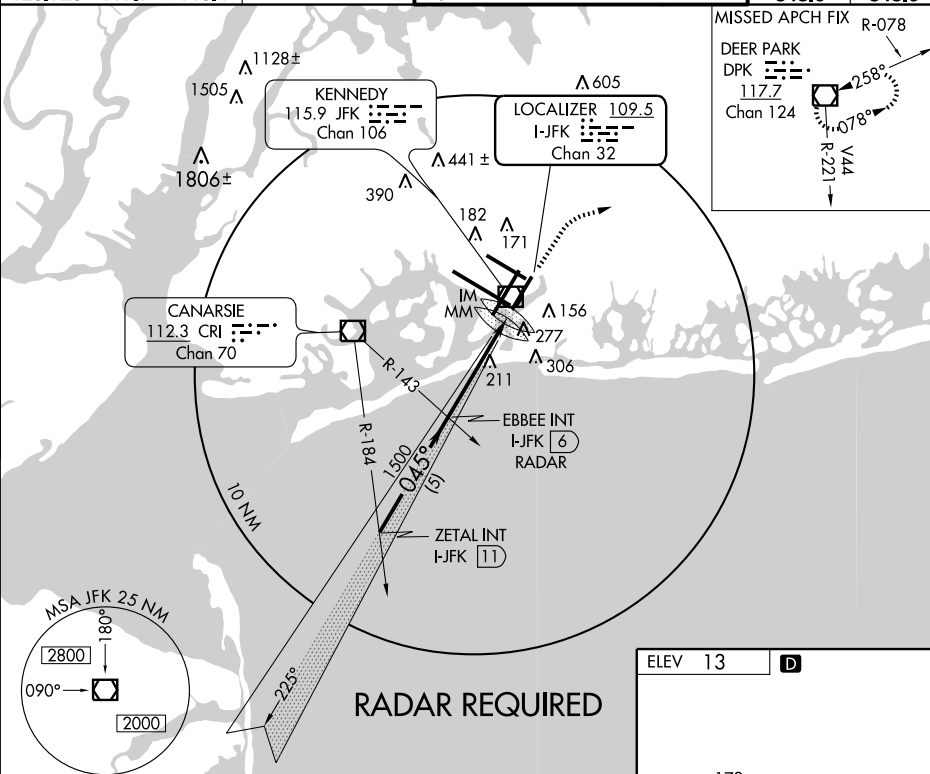 MISSED APCH FIX
R-078
DEER PARK
DPK
117.7
Chan 124
258°
078°
V44
R-221
1128±
1505
1806±
605
KENNEDY
115.9 JFK
Chan 106
LOCALIZER 109.5
I-JFK
Chan 32
441±
390
182
171
IM
MM
156
277
306
211
CANARSIE
112.3 CRI
Chan 70
R-143
R-184
EBBEE INT
I-JFK 6
RADAR
1500
045°
(5)
10 NM
ZETAL INT
I-JFK 11
225°
MSA JFK 25 NM
180°
2800
090°
2000
RADAR REQUIRED
ELEV 13
D